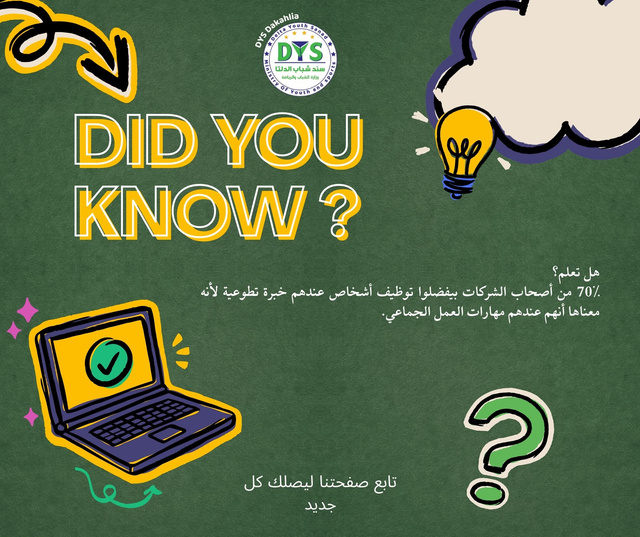 DYS Dakahlia
Delta Youth Sanad
DYS
سند شباب الدلتا
وزارة الشباب والرياضة
Ministry Of Youth and sports
DID YOU
KNOW ?
هل تعلم؟
70٪ من أصحاب الشركات بيفضلوا توظيف أشخاص عندهم خبرة تطوعية لأنه
معناها أنهم عندهم مهارات العمل الجماعي.
تابع صفحتنا ليصلك كل
جديد